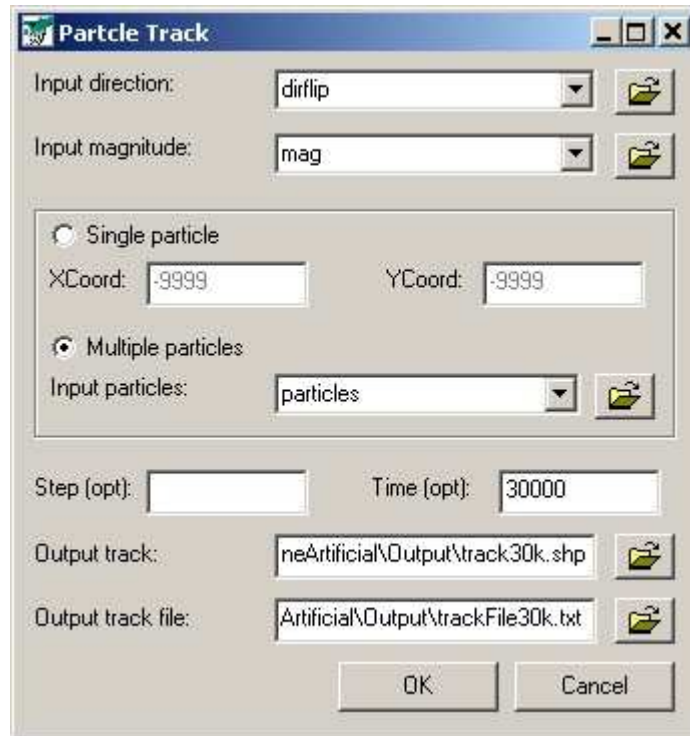 Partcle Track
Input direction: dirflip
Input magnitude: mag
Single particle
XCoord: -9999 YCoord: -9999
Multiple particles
Input particles: particles
Step (opt): Time (opt): 30000
Output track: neArtificial\Output\track30k.shp
Output track file: Artificial\Output\trackFile30k.txt
OK Cancel